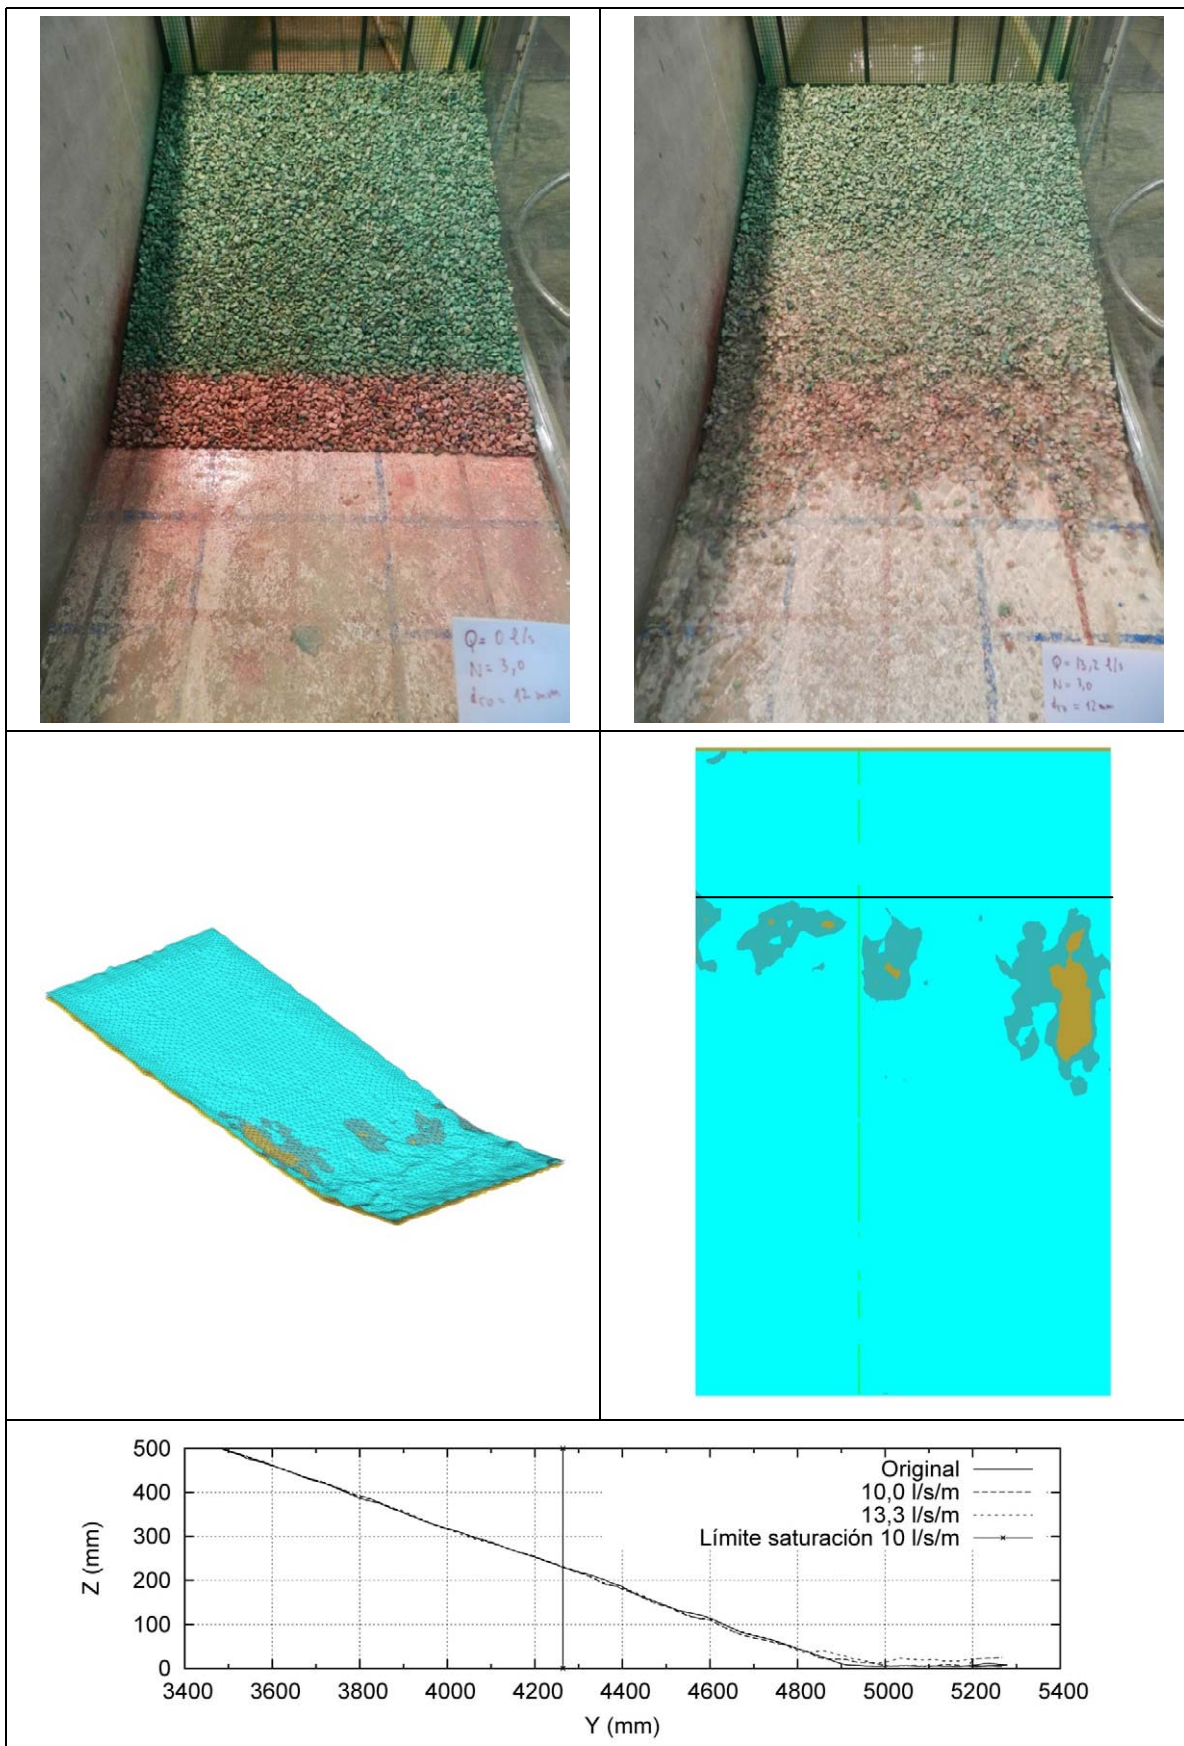 Q= 0 l/s
N = 3,0
d50 = 12 mm
Q= 13,2 l/s
N= 3,0
d50 = 12 mm
500
400
300
200
100
0
Z (mm)
Original
10,0 l/s/m
13,3 l/s/m
Límite saturación 10 l/s/m
3400 3600 3800 4000 4200 4400 4600 4800 5000 5200 5400
Y (mm)